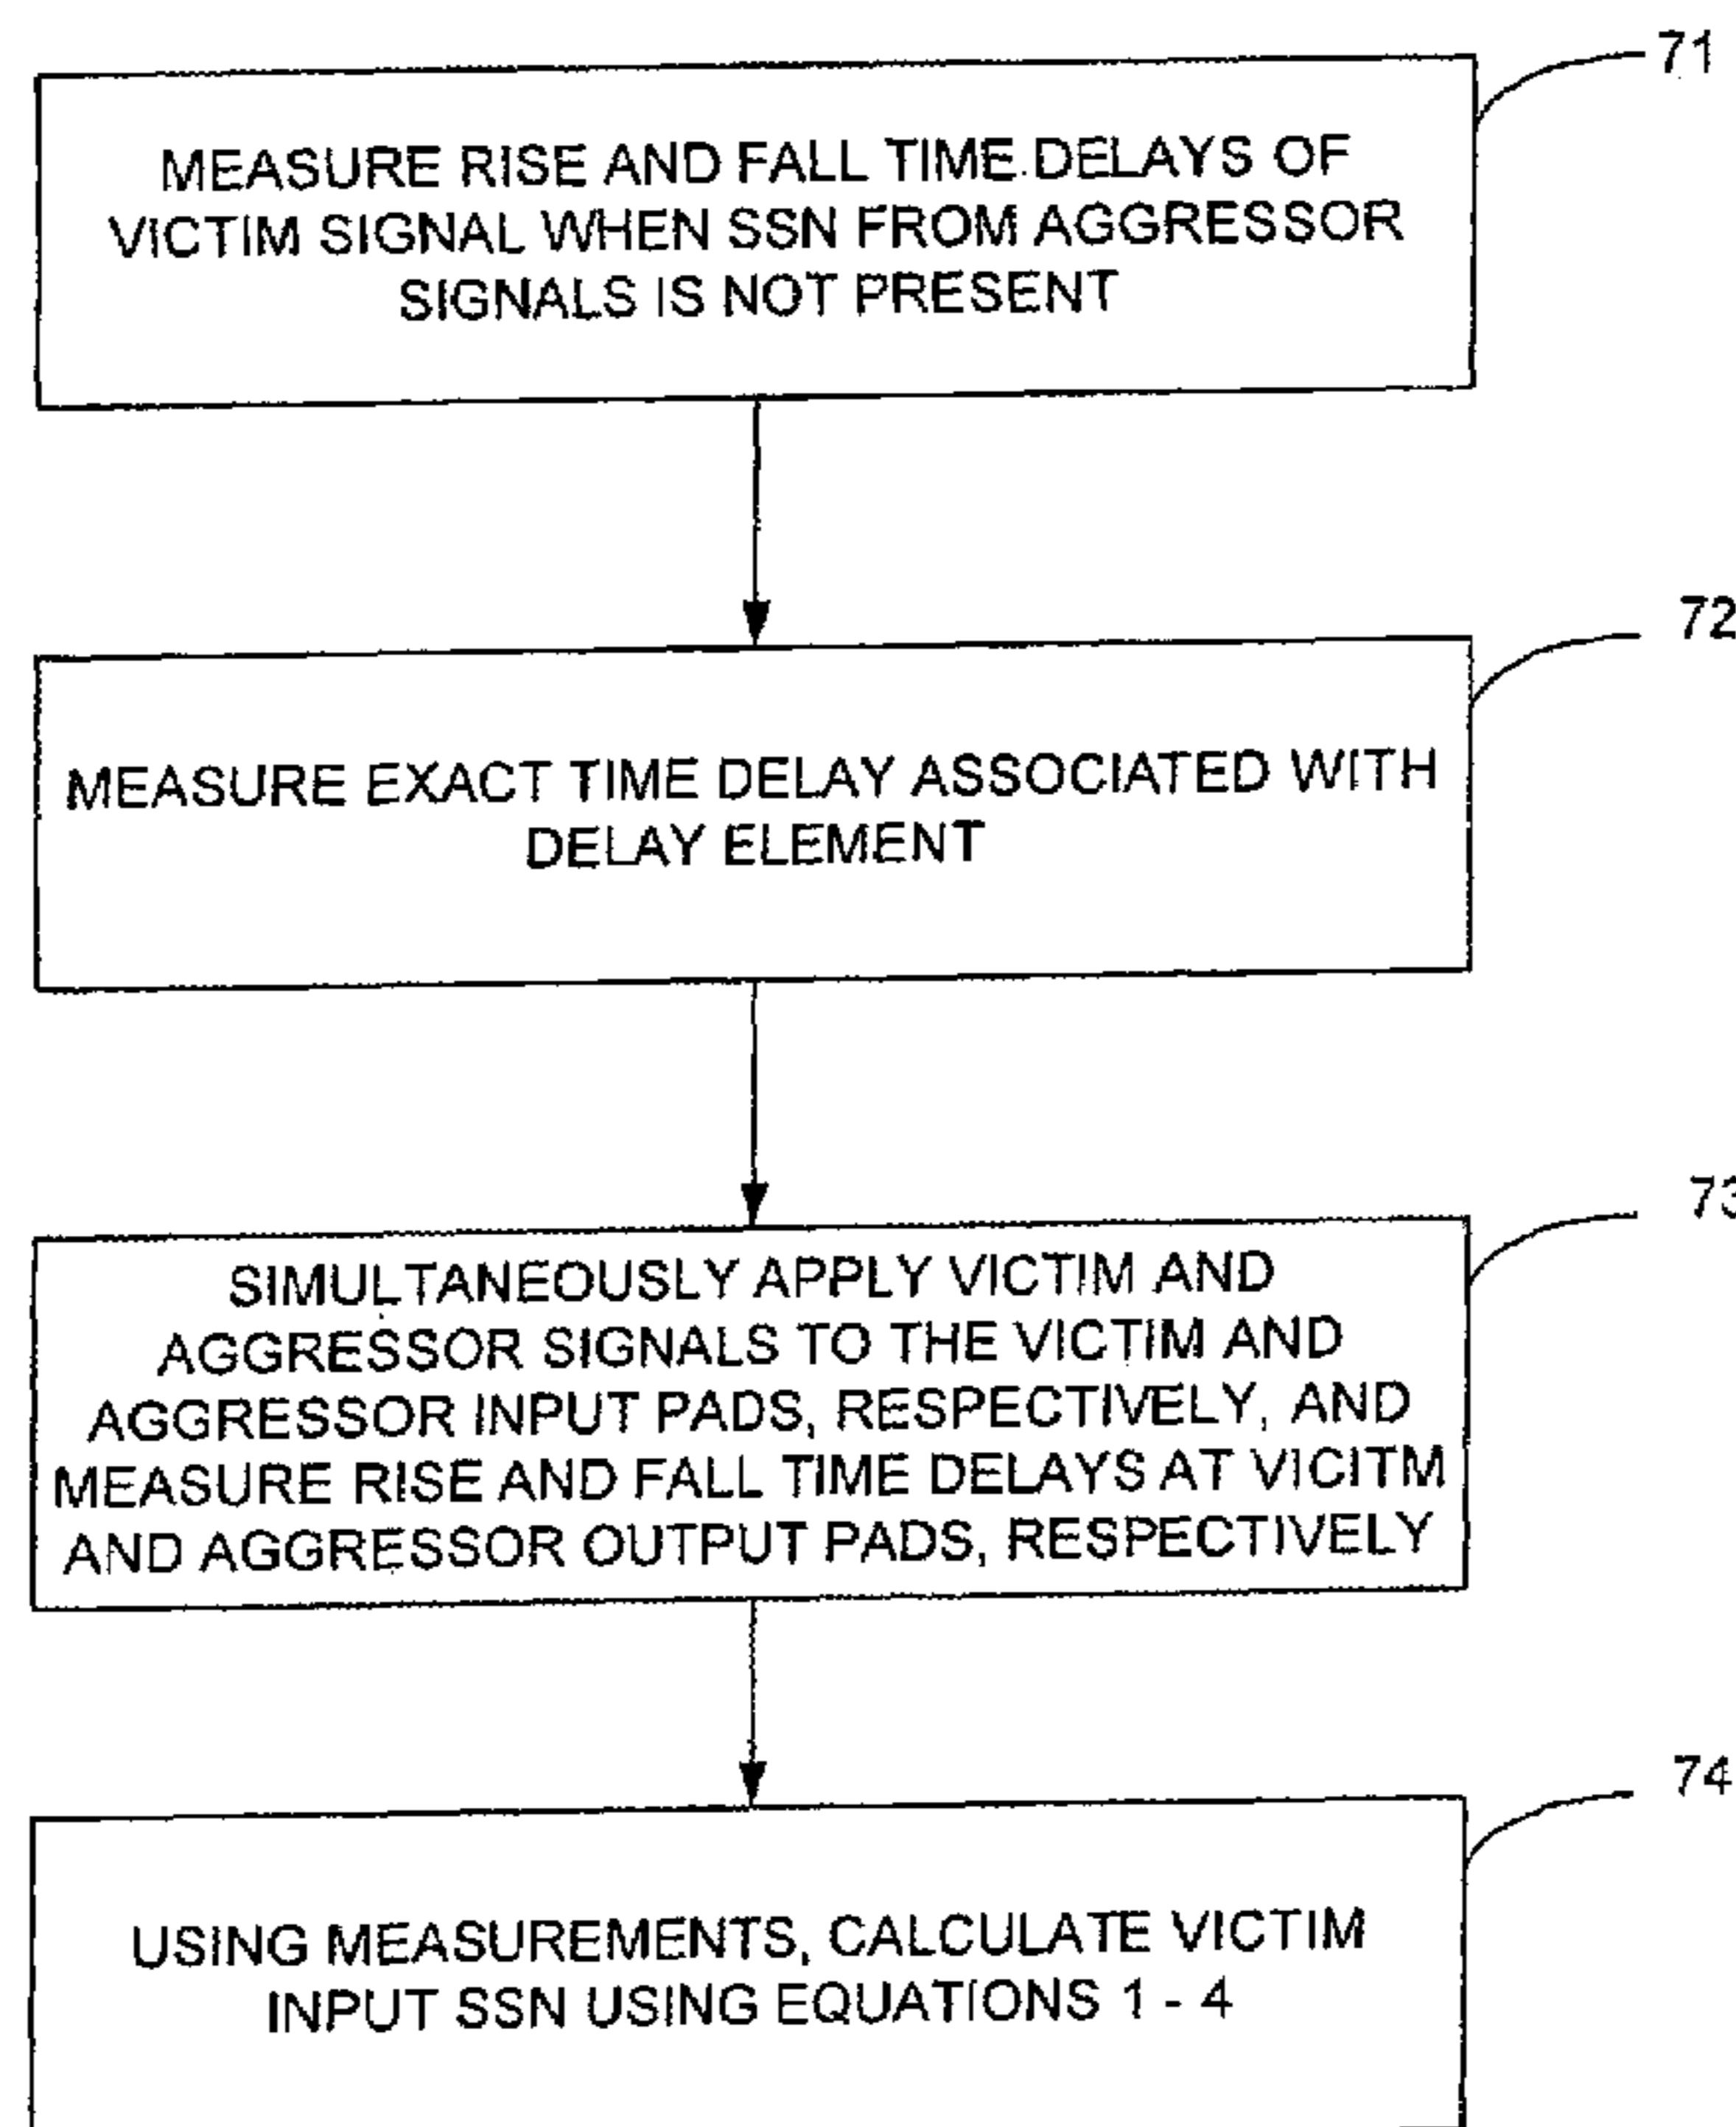 71
MEASURE RISE AND FALL TIME DELAYS OF
VICTIM SIGNAL WHEN SSN FROM AGGRESSOR
SIGNALS IS NOT PRESENT
72
MEASURE EXACT TIME DELAY ASSOCIATED WITH
DELAY ELEMENT
73
SIMULTANEOUSLY APPLY VICTIM AND
AGGRESSOR SIGNALS TO THE VICTIM AND
AGGRESSOR INPUT PADS, RESPECTIVELY, AND
MEASURE RISE AND FALL TIME DELAYS AT VICITM
AND AGGRESSOR OUTPUT PADS, RESPECTIVELY
74
USING MEASUREMENTS, CALCULATE VICTIM
INPUT SSN USING EQUATIONS 1 - 4